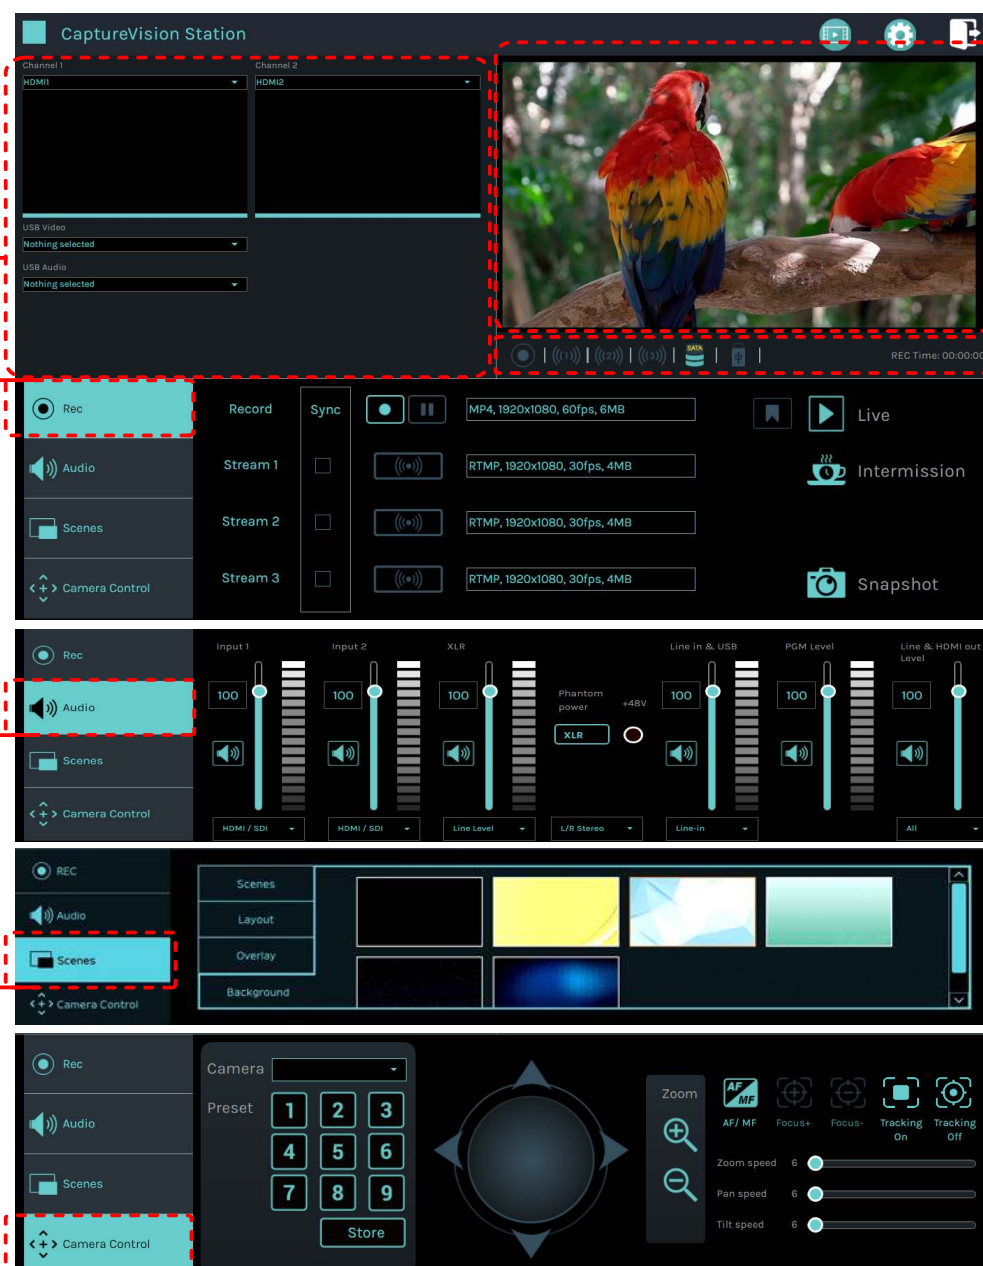 CaptureVision Station
Channel 1
Channel 2
HDMI1
HDMI2
USB Video
Nothing selected
USB Audio
Nothing selected
((1))
((2))
((3))
SATA
REC Time: 00:00:00
Rec
Audio
Scenes
Camera Control
Record
Sync
MP4, 1920x1080, 60fps, 6MB
Live
Stream 1
RTMP, 1920x1080, 30fps, 4MB
Intermission
Stream 2
RTMP, 1920x1080, 30fps, 4MB
Stream 3
RTMP, 1920x1080, 30fps, 4MB
Snapshot
Rec
Audio
Scenes
Camera Control
Input 1
Input 2
XLR
Line in & USB
PGM Level
Line & HDMI out
Level
100
100
100
Phantom
power
+48V
XLR
100
100
100
HDMI / SDI
HDMI / SDI
Line Level
L/R Stereo
Line-in
All
REC
Audio
Scenes
Camera Control
Scenes
Layout
Overlay
Background
Rec
Audio
Scenes
Camera Control
Camera
Preset
1 2 3
4 5 6
7 8 9
Store
Zoom
AF
MF
AF/ MF
Focus+
Focus-
Tracking
On
Tracking
Off
Zoom speed 6
Pan speed 6
Tilt speed 6